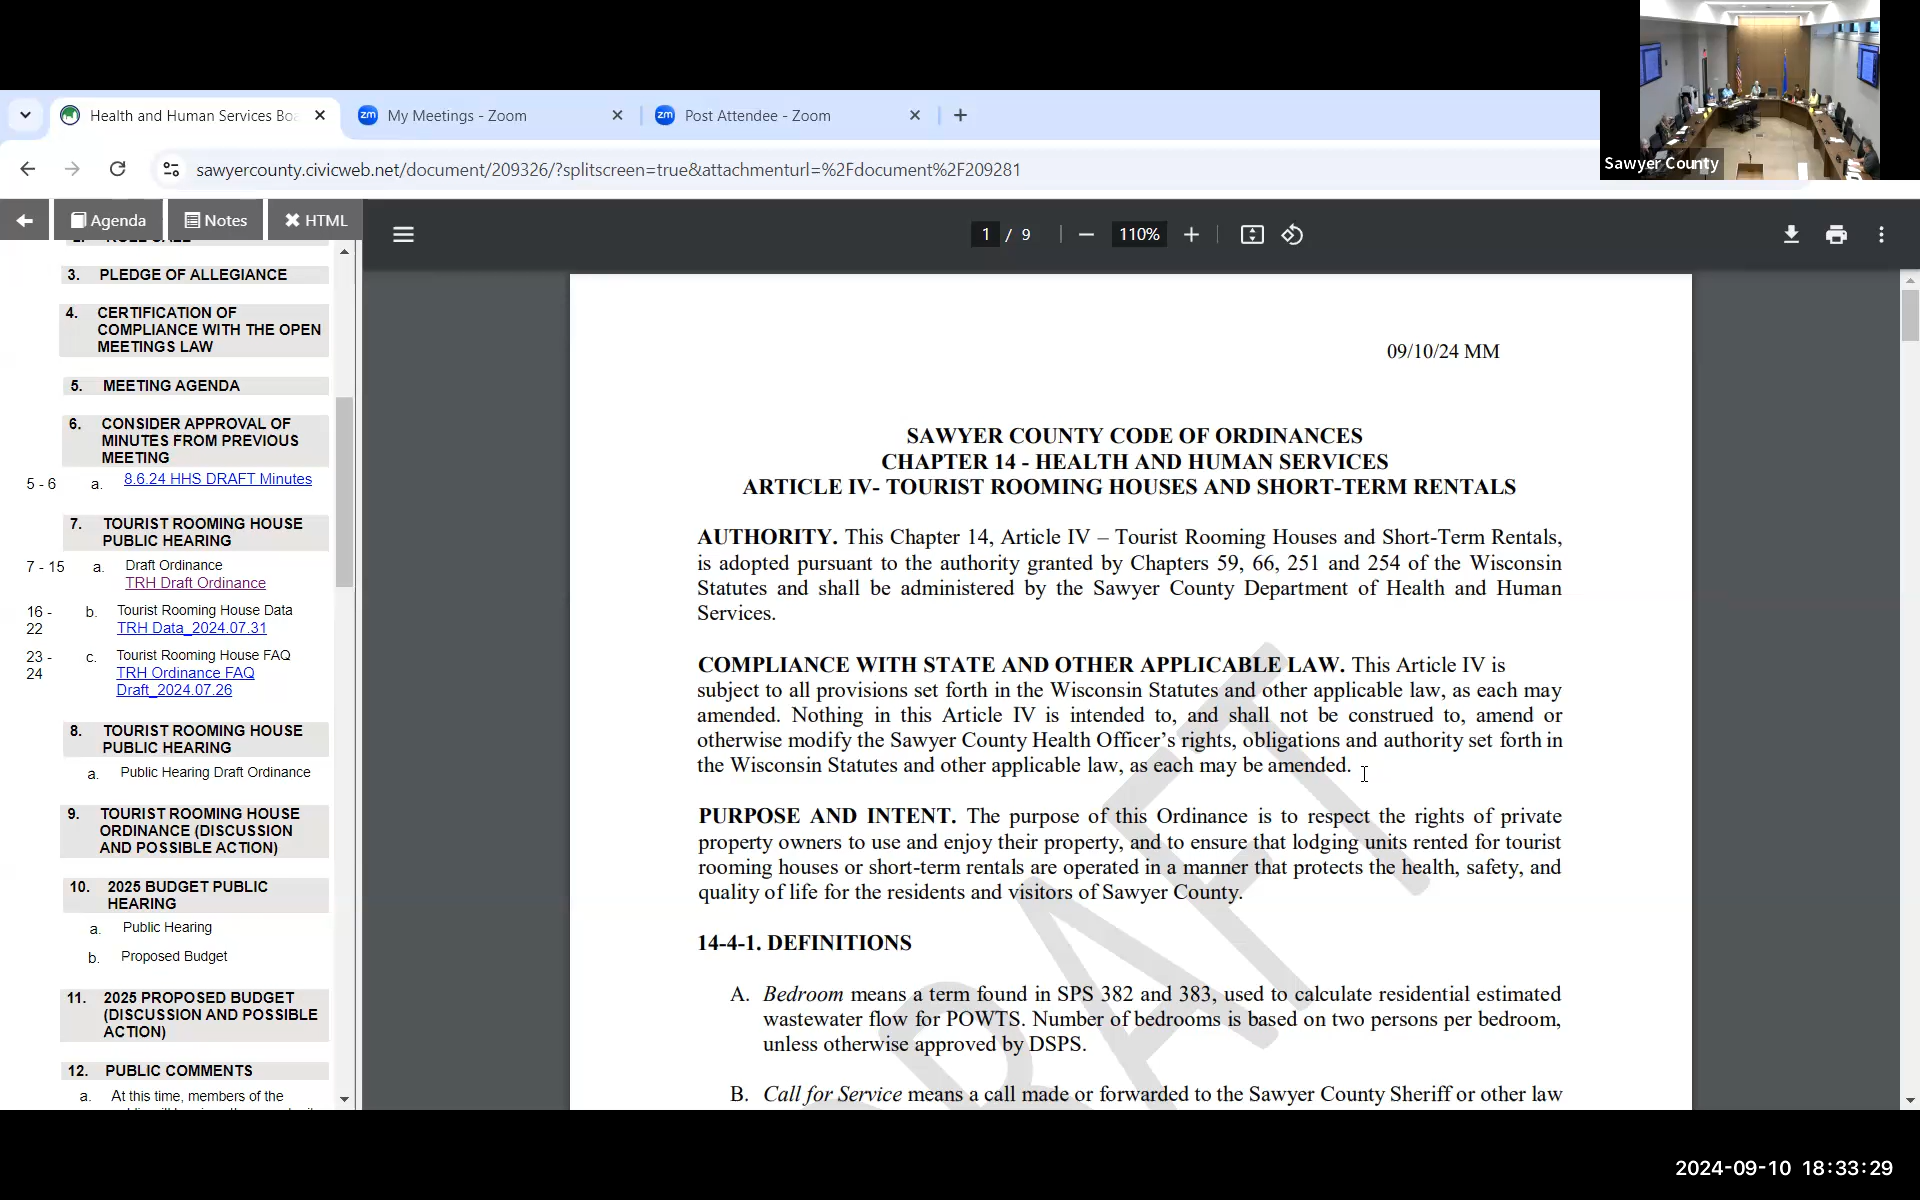 Sawyer County
Health and Human Services Boa
My Meetings - Zoom
Post Attendee - Zoom
sawyercounty.civicweb.net/document/209326/?splitscreen=true&attachmenturl=%2Fdocument%2F209281
Agenda
Notes
HTML
1 / 9
110%
3. PLEDGE OF ALLEGIANCE
4. CERTIFICATION OF
COMPLIANCE WITH THE OPEN
MEETINGS LAW
5. MEETING AGENDA
6. CONSIDER APPROVAL OF
MINUTES FROM PREVIOUS
MEETING
5 - 6 a. 8.6.24 HHS DRAFT Minutes
7. TOURIST ROOMING HOUSE
PUBLIC HEARING
7 - 15 a. Draft Ordinance
TRH Draft Ordinance
16 - 22 b. Tourist Rooming House Data
TRH Data_2024.07.31
23 - 24 c. Tourist Rooming House FAQ
TRH Ordinance FAQ
Draft_2024.07.26
8. TOURIST ROOMING HOUSE
PUBLIC HEARING
a. Public Hearing Draft Ordinance
9. TOURIST ROOMING HOUSE
ORDINANCE (DISCUSSION
AND POSSIBLE ACTION)
10. 2025 BUDGET PUBLIC
HEARING
a. Public Hearing
b. Proposed Budget
11. 2025 PROPOSED BUDGET
(DISCUSSION AND POSSIBLE
ACTION)
12. PUBLIC COMMENTS
a. At this time, members of the
09/10/24 MM
SAWYER COUNTY CODE OF ORDINANCES
CHAPTER 14 - HEALTH AND HUMAN SERVICES
ARTICLE IV- TOURIST ROOMING HOUSES AND SHORT-TERM RENTALS
AUTHORITY. This Chapter 14, Article IV – Tourist Rooming Houses and Short-Term Rentals,
is adopted pursuant to the authority granted by Chapters 59, 66, 251 and 254 of the Wisconsin
Statutes and shall be administered by the Sawyer County Department of Health and Human
Services.
COMPLIANCE WITH STATE AND OTHER APPLICABLE LAW. This Article IV is
subject to all provisions set forth in the Wisconsin Statutes and other applicable law, as each may
amended. Nothing in this Article IV is intended to, and shall not be construed to, amend or
otherwise modify the Sawyer County Health Officer's rights, obligations and authority set forth in
the Wisconsin Statutes and other applicable law, as each may be amended.
PURPOSE AND INTENT. The purpose of this Ordinance is to respect the rights of private
property owners to use and enjoy their property, and to ensure that lodging units rented for tourist
rooming houses or short-term rentals are operated in a manner that protects the health, safety, and
quality of life for the residents and visitors of Sawyer County.
14-4-1. DEFINITIONS
A. Bedroom means a term found in SPS 382 and 383, used to calculate residential estimated
wastewater flow for POWTS. Number of bedrooms is based on two persons per bedroom,
unless otherwise approved by DSPS.
B. Call for Service means a call made or forwarded to the Sawyer County Sheriff or other law
DRAFT
2024-09-10 18:33:29